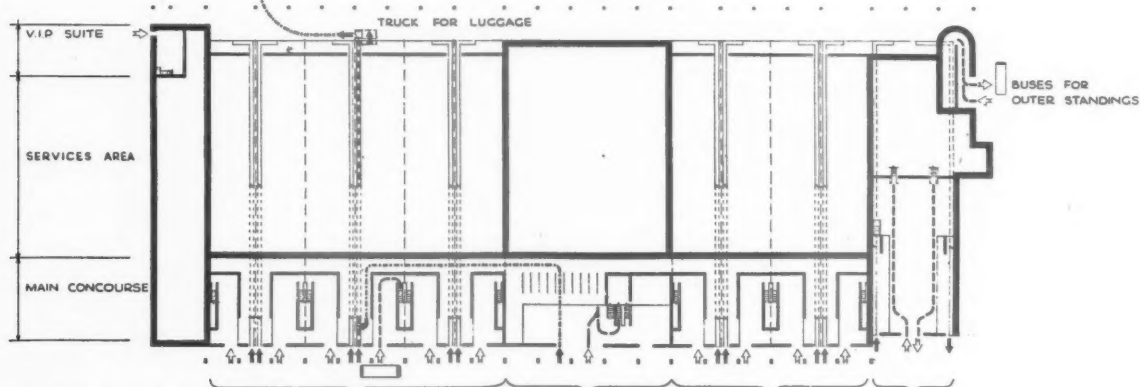 TRUCK FOR LUGGAGE
V.I.P SUITE
BUSES FOR
OUTER STANDINGS
SERVICES AREA
MAIN CONCOURSE